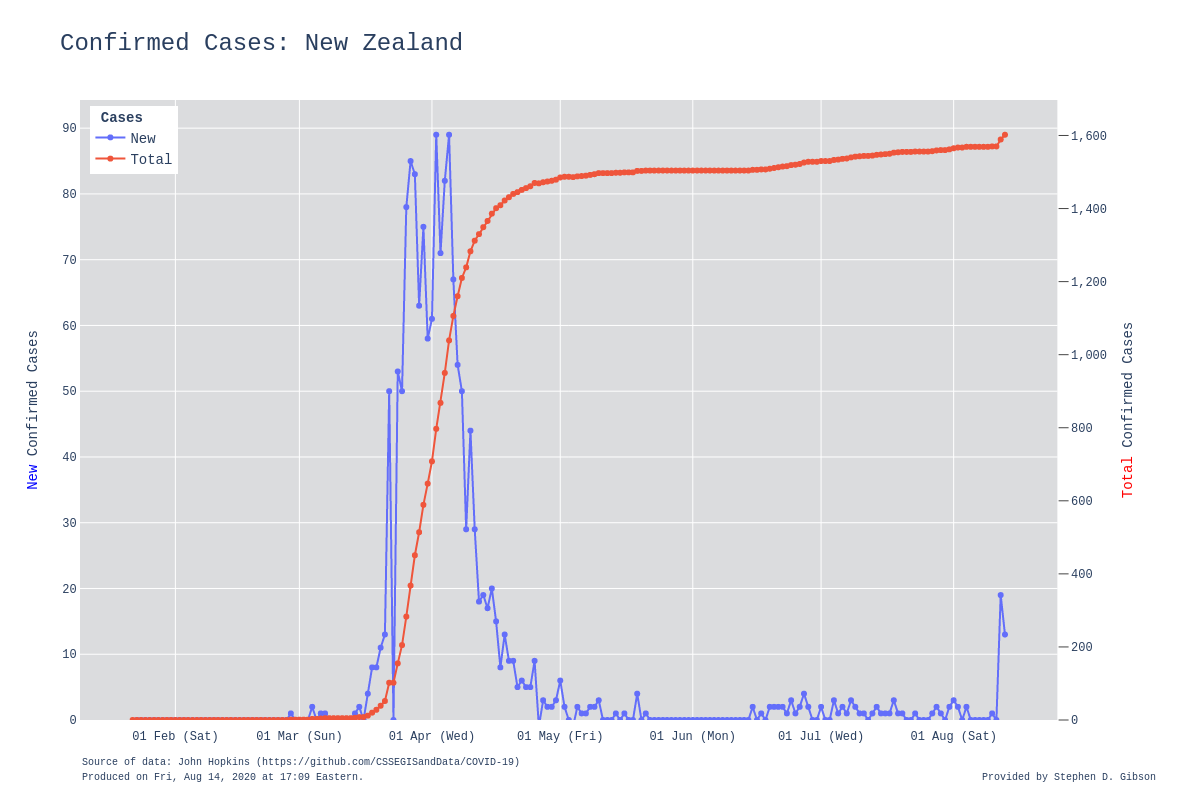 Confirmed Cases: New Zealand
Cases
New
Total
90
80
70
60
50
40
30
20
10
0
1,600
1,400
1,200
1,000
800
600
400
200
0
New Confirmed Cases
Total Confirmed Cases
01 Feb (Sat) 01 Mar (Sun) 01 Apr (Wed) 01 May (Fri) 01 Jun (Mon) 01 Jul (Wed) 01 Aug (Sat)
Source of data: John Hopkins (https://github.com/CSSEGISandData/COVID-19)
Produced on Fri, Aug 14, 2020 at 17:09 Eastern.
Provided by Stephen D. Gibson